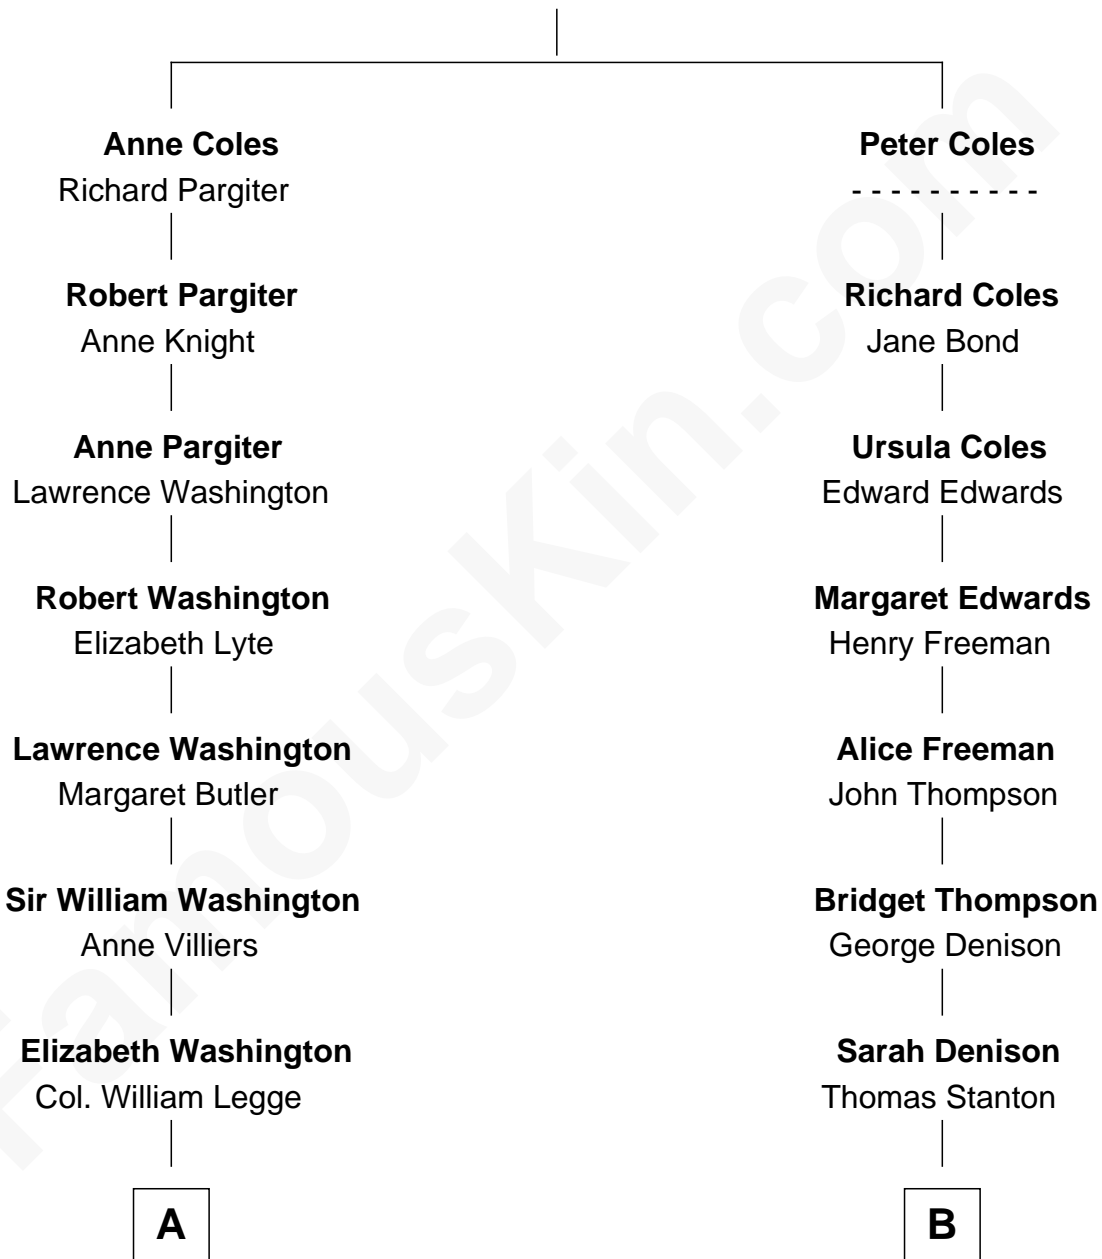 Anne Coles
Richard Pargiter
Robert Pargiter
Anne Knight
Anne Pargiter
Lawrence Washington
Robert Washington
Elizabeth Lyte
Lawrence Washington
Margaret Butler
Sir William Washington
Anne Villiers
Elizabeth Washington
Col. William Legge
A
Peter Coles
- - - - - - - - - -
Richard Coles
Jane Bond
Ursula Coles
Edward Edwards
Margaret Edwards
Henry Freeman
Alice Freeman
John Thompson
Bridget Thompson
George Denison
Sarah Denison
Thomas Stanton
B
FamousKin.com